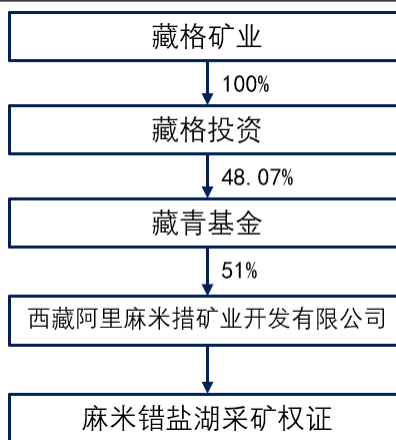 藏格矿业
100%
藏格投资
48.07%
藏青基金
51%
西藏阿里麻米措矿业开发有限公司
麻米错盐湖采矿权证